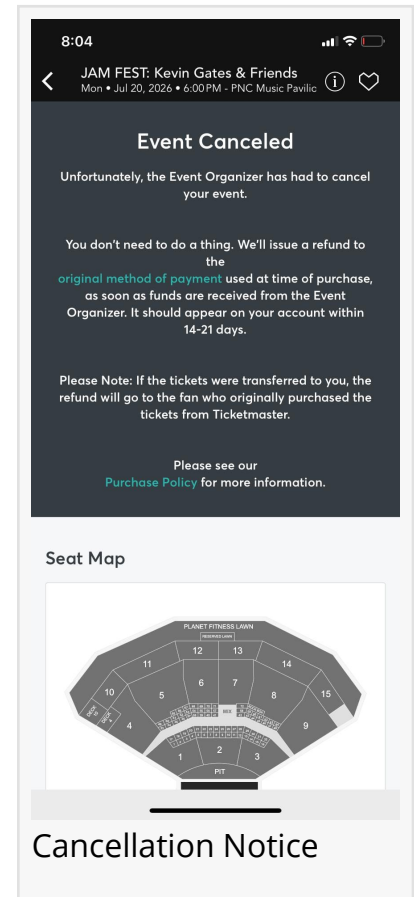 8:04
JAM FEST: Kevin Gates & Friends
Mon • Jul 20, 2026 • 6:00 PM - PNC Music Pavilic
Event Canceled
Unfortunately, the Event Organizer has had to cancel
your event.
You don't need to do a thing. We'll issue a refund to
the
original method of payment used at time of purchase,
as soon as funds are received from the Event
Organizer. It should appear on your account within
14-21 days.
Please Note: If the tickets were transferred to you, the
refund will go to the fan who originally purchased the
tickets from Ticketmaster.
Please see our
Purchase Policy for more information.
Seat Map
PLANET FITNESS LAWN
RESERVED LAWN
12 13
11 14
10 5 6 7 8 15
DECK
DECK
4
BOX
4 9
1 2 3
PIT
Cancellation Notice